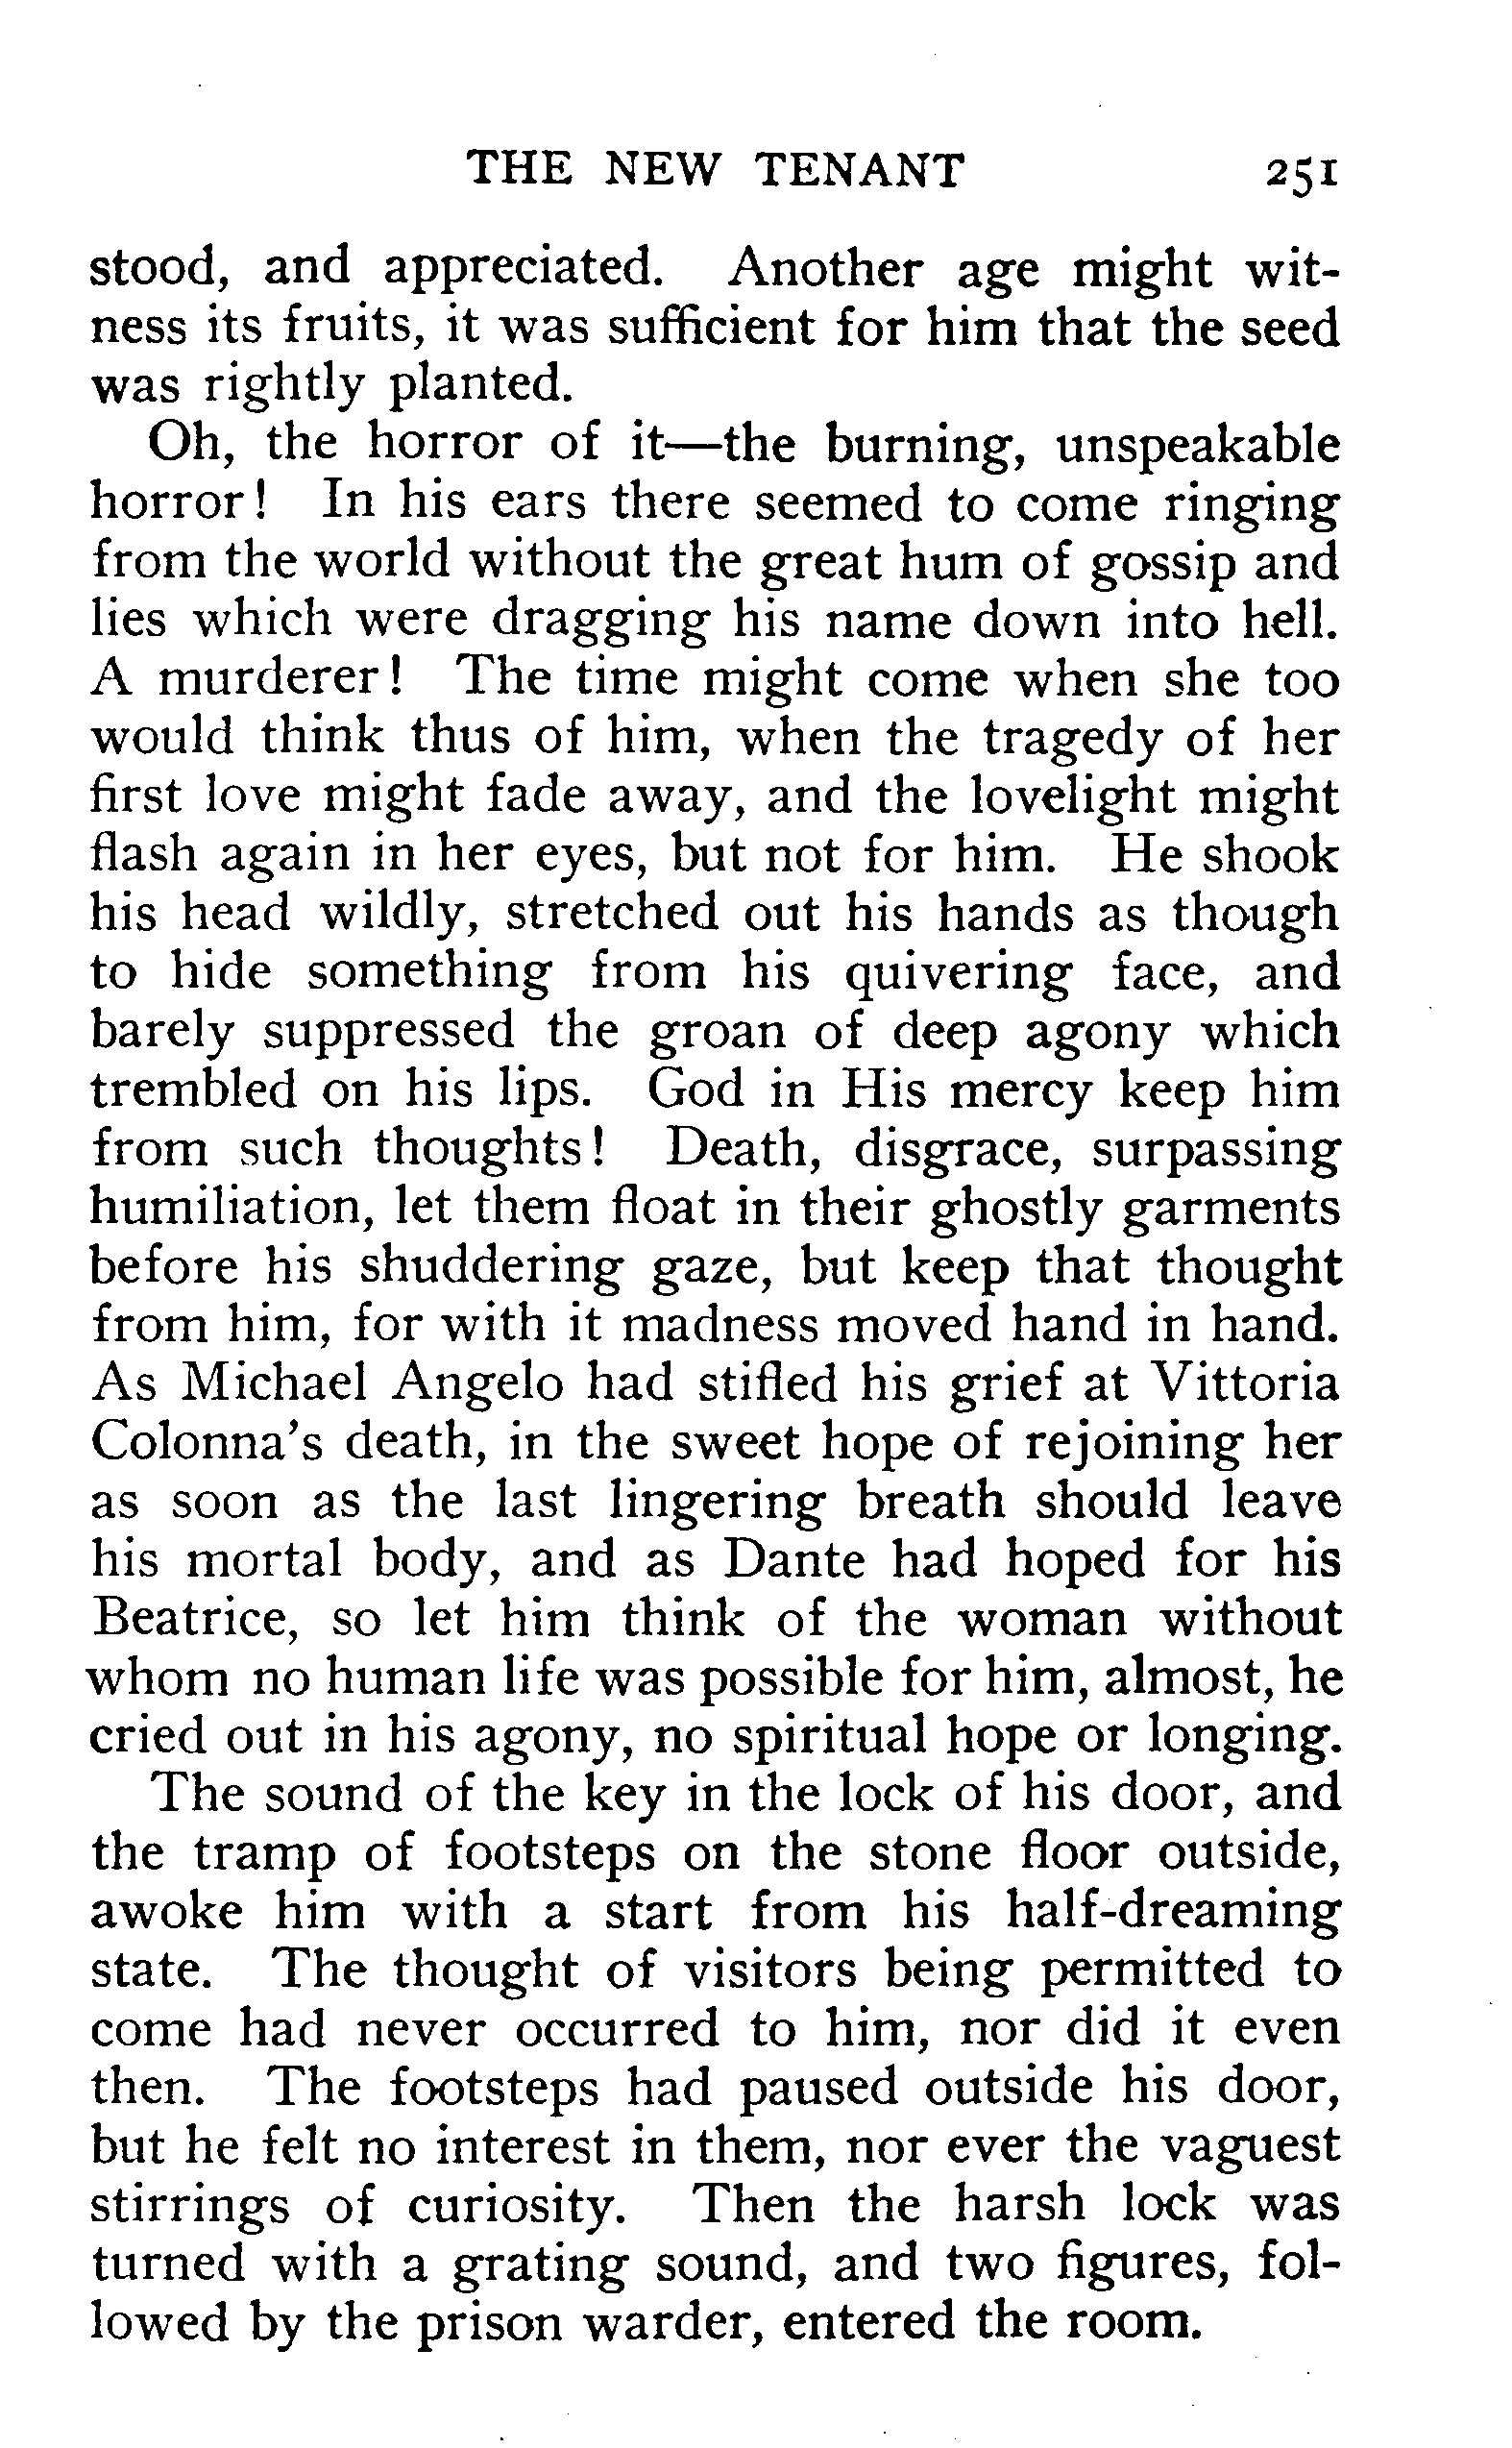 THE NEW TENANT 251
stood, and appreciated. Another age might wit-
ness its fruits, it was sufficient for him that the seed
was rightly planted.
Oh, the horror of it—the burning, unspeakable
horror! In his ears there seemed to come ringing
from the world without the great hum of gossip and
lies which were dragging his name down into hell.
A murderer! The time might come when she too
would think thus of him, when the tragedy of her
first love might fade away, and the lovelight might
flash again in her eyes, but not for him. He shook
his head wildly, stretched out his hands as though
to hide something from his quivering face, and
barely suppressed the groan of deep agony which
trembled on his lips. God in His mercy keep him
from such thoughts! Death, disgrace, surpassing
humiliation, let them float in their ghostly garments
before his shuddering gaze, but keep that thought
from him, for with it madness moved hand in hand.
As Michael Angelo had stifled his grief at Vittoria
Colonna's death, in the sweet hope of rejoining her
as soon as the last lingering breath should leave
his mortal body, and as Dante had hoped for his
Beatrice, so let him think of the woman without
whom no human life was possible for him, almost, he
cried out in his agony, no spiritual hope or longing.
The sound of the key in the lock of his door, and
the tramp of footsteps on the stone floor outside,
awoke him with a start from his half-dreaming
state. The thought of visitors being permitted to
come had never occurred to him, nor did it even
then. The footsteps had paused outside his door,
but he felt no interest in them, nor ever the vaguest
stirrings of curiosity. Then the harsh lock was
turned with a grating sound, and two figures, fol-
lowed by the prison warder, entered the room.